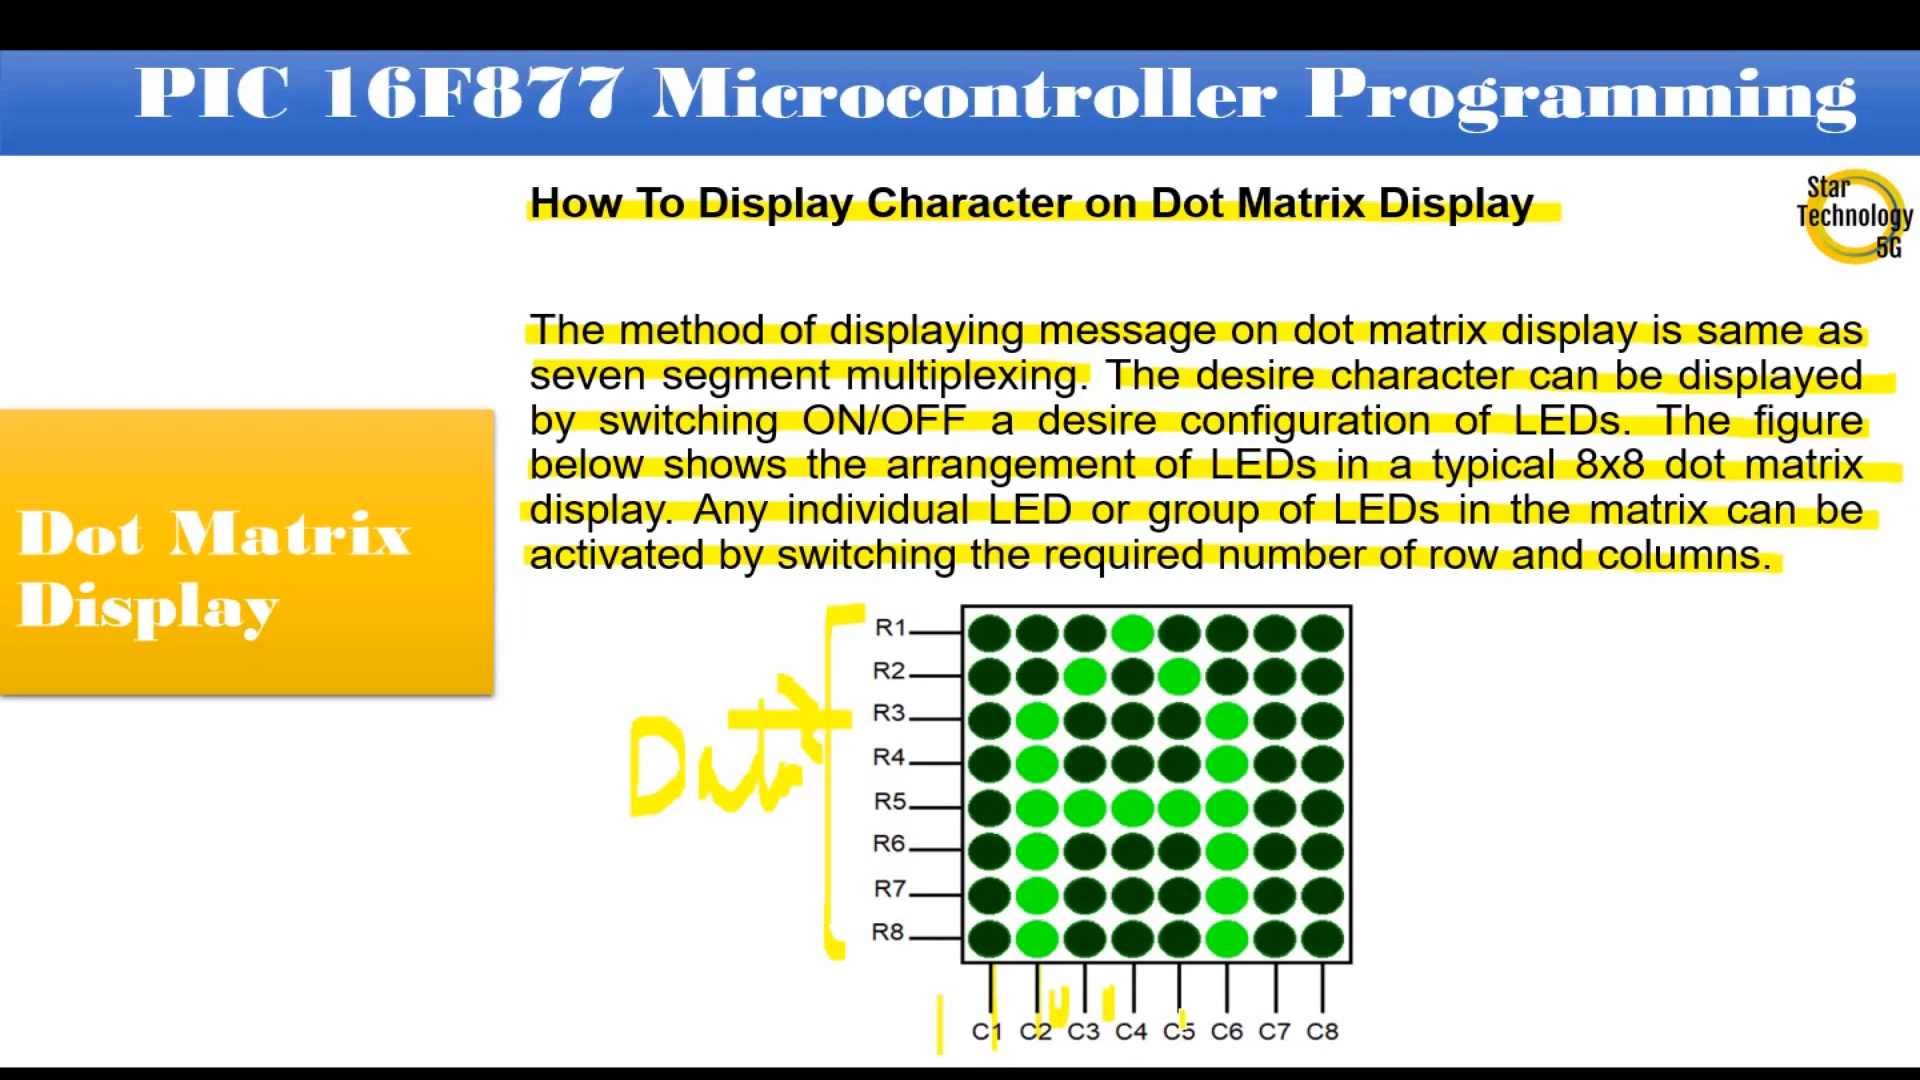 PIC 16F877 Microcontroller Programming
How To Display Character on Dot Matrix Display
Star
Technology
5G
The method of displaying message on dot matrix display is same as
seven segment multiplexing. The desire character can be displayed
by switching ON/OFF a desire configuration of LEDs. The figure
below shows the arrangement of LEDs in a typical 8x8 dot matrix
display. Any individual LED or group of LEDs in the matrix can be
activated by switching the required number of row and columns.
Dot Matrix
Display
Data
R1
R2
R3
R4
R5
R6
R7
R8
C1 C2 C3 C4 C5 C6 C7 C8